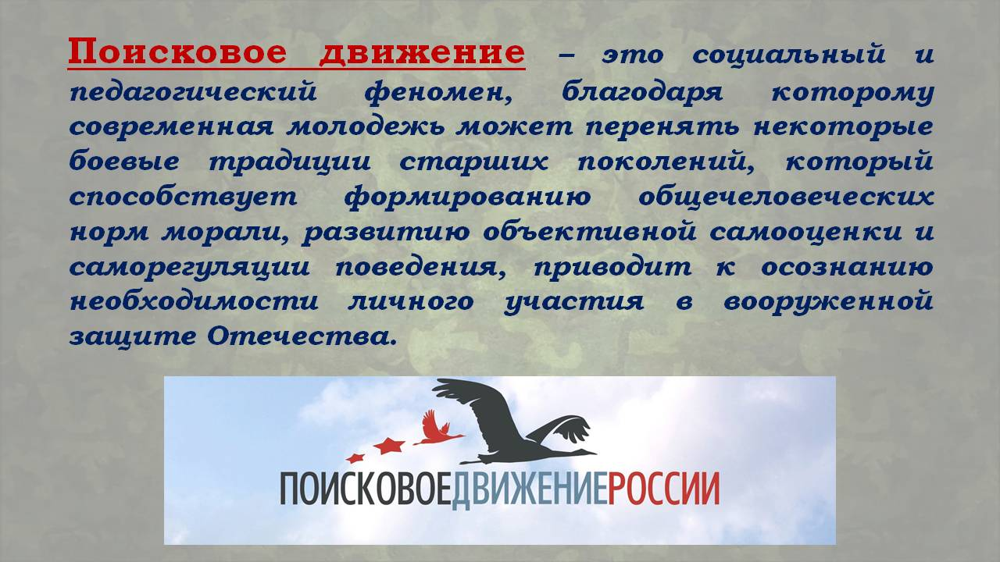 Поисковое движение – это социальный и
педагогический феномен, благодаря которому
современная молодежь может перенять некоторые
боевые традиции старших поколений, который
способствует формированию общечеловеческих
норм морали, развитию объективной самооценки и
саморегуляции поведения, приводит к осознанию
необходимости личного участия в вооруженной
защите Отечества.
ПОИСКОВОЕДВИЖЕНИЕРОССИИ